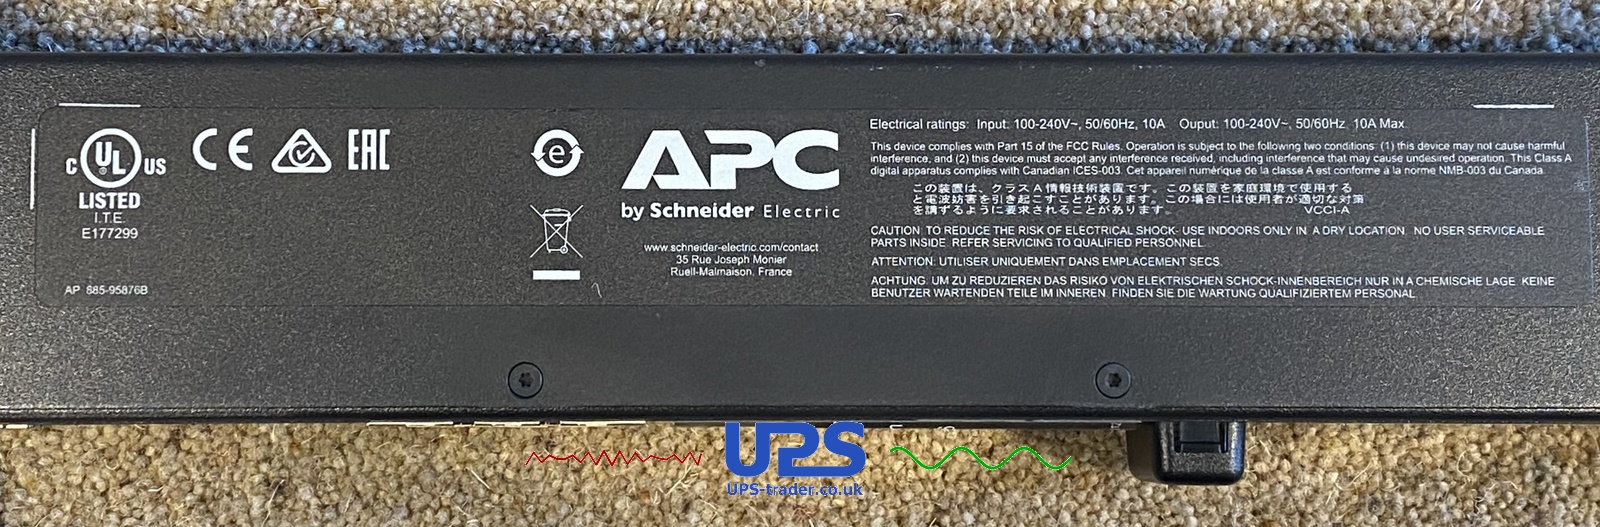 C UL US
LISTED
I.T.E.
E177299
AP 885-95876B
CE
EAC
e
APC
by Schneider Electric
www.schneider-electric.com/contact
35 Rue Joseph Monier
Ruell-Malmaison, France
Electrical ratings: Input: 100-240V~, 50/60Hz, 10A Ouput: 100-240V~, 50/60Hz 10A Max.
This device complies with Part 15 of the FCC Rules. Operation is subject to the following two conditions: (1) this device may not cause harmful
interference, and (2) this device must accept any interference received, including interference that may cause undesired operation. This Class A
digital apparatus complies with Canadian ICES-003. Cet appareil numérique de la classe A est conforme à la norme NMB-003 du Canada.
この装置は、クラスA情報技術装置です。この装置を家庭環境で使用する
と電波妨害を引き起こすことがあります。この場合には使用者が適切な対策
を講ずるように要求されることがあります。 VCCI-A
CAUTION: TO REDUCE THE RISK OF ELECTRICAL SHOCK- USE INDOORS ONLY IN A DRY LOCATION. NO USER SERVICEABLE
PARTS INSIDE. REFER SERVICING TO QUALIFIED PERSONNEL.
ATTENTION: UTILISER UNIQUEMENT DANS EMPLACEMENT SECS.
ACHTUNG: UM ZU REDUZIEREN DAS RISIKO VON ELEKTRISCHEN SCHOCK-INNENBEREICH NUR IN A CHEMISCHE LAGE. KEINE
BENUTZER WARTENDEN TEILE IM INNEREN. FINDEN SIE DIE WARTUNG QUALIFIZIERTEM PERSONAL.
UPS
UPS-trader.co.uk